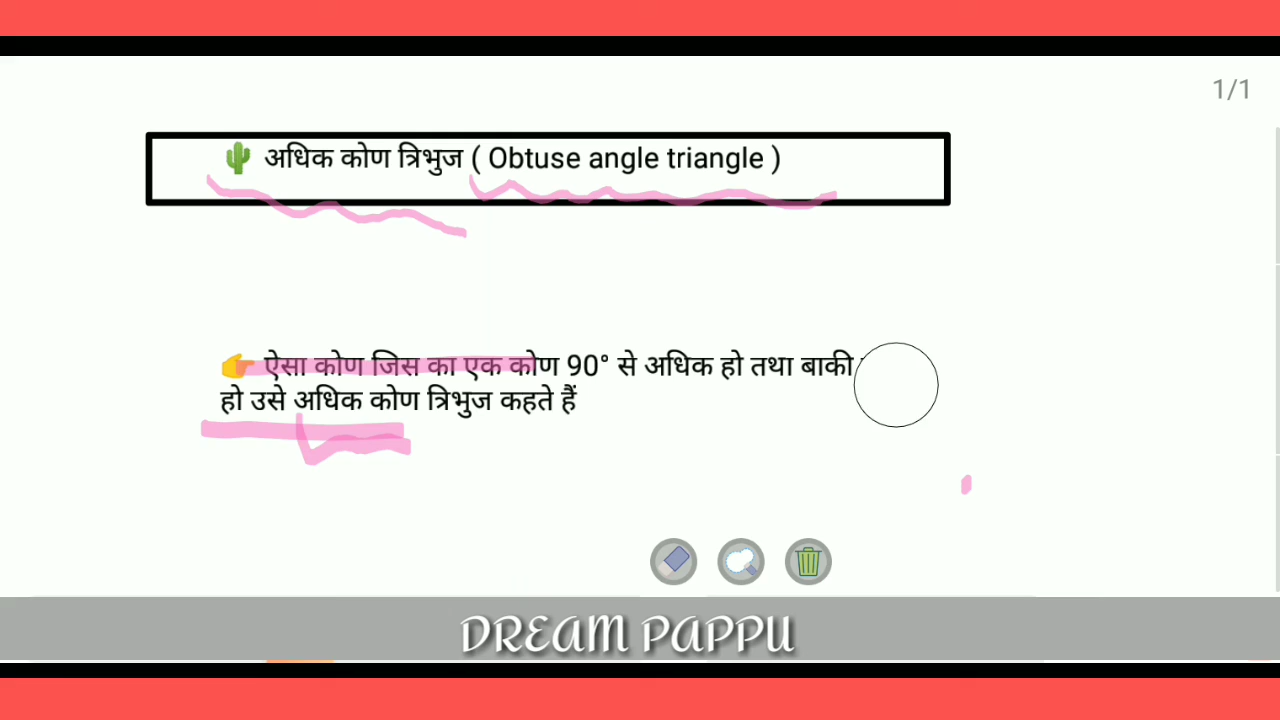 1/1
अधिक कोण त्रिभुज ( Obtuse angle triangle )
ऐसा कोण जिस का एक कोण 90° से अधिक हो तथा बाकी
हो उसे अधिक कोण त्रिभुज कहते हैं
DREAM PAPPU